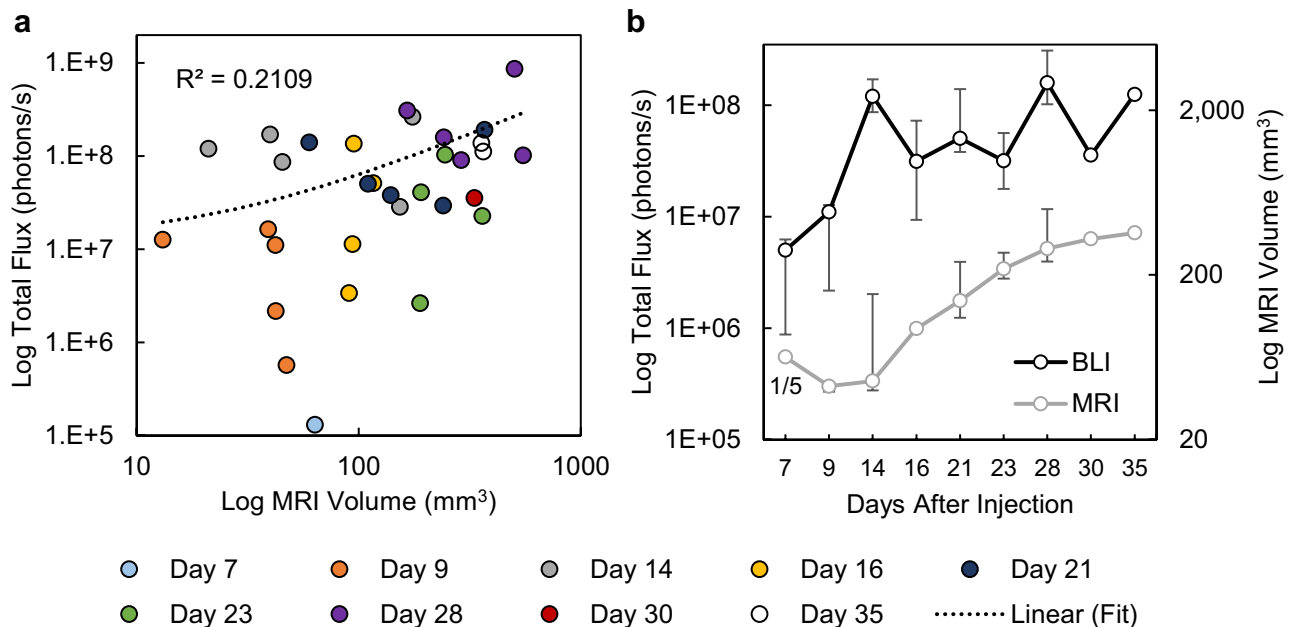 a
R² = 0.2109
1.E+9
1.E+8
1.E+7
1.E+6
1.E+5
Log Total Flux (photons/s)
10 100 1000
Log MRI Volume (mm³)
b
1E+08
1E+07
1E+06
1E+05
Log Total Flux (photons/s)
2,000
200
20
Log MRI Volume (mm³)
1/5
BLI
MRI
7 9 14 16 21 23 28 30 35
Days After Injection
Day 7 Day 9 Day 14 Day 16 Day 21
Day 23 Day 28 Day 30 Day 35 Linear (Fit)